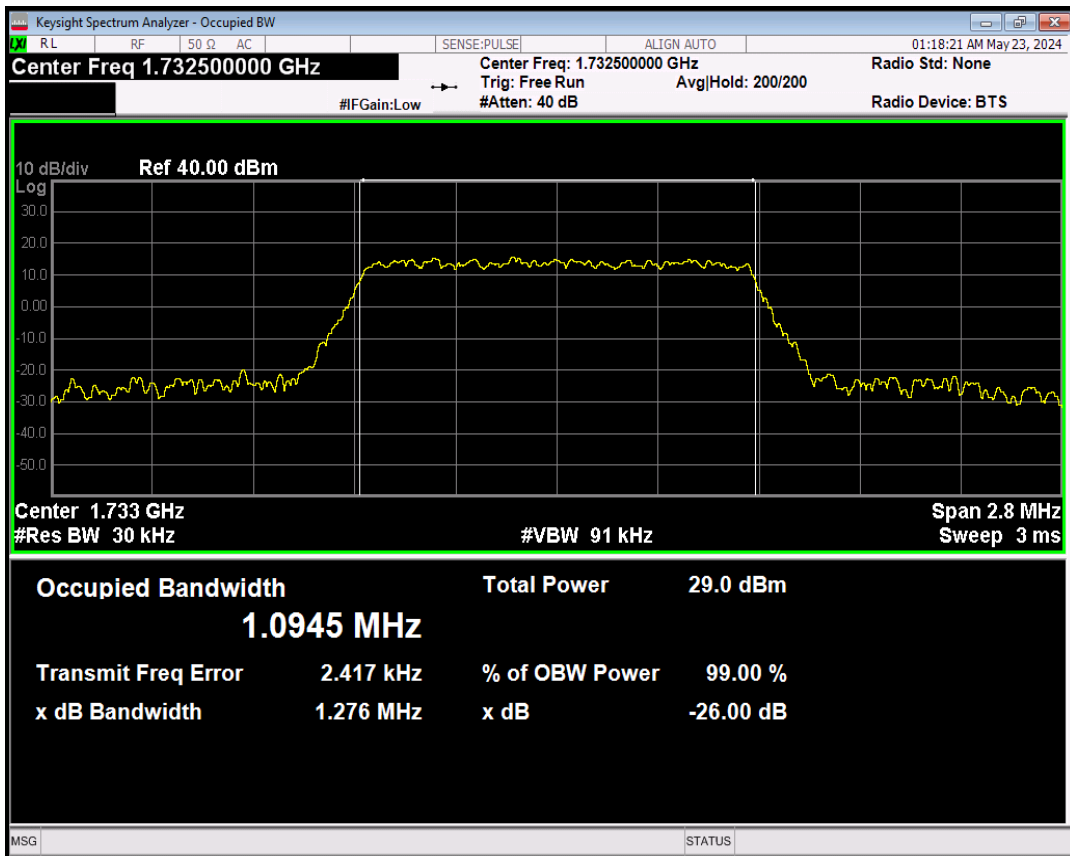 Keysight Spectrum Analyzer - Occupied BW
LXI RL RF 50 Ω AC SENSE:PULSE ALIGN AUTO 01:18:21 AM May 23, 2024
Center Freq 1.732500000 GHz Center Freq: 1.732500000 GHz Radio Std: None
Trig: Free Run Avg|Hold: 200/200
#IFGain:Low #Atten: 40 dB Radio Device: BTS
10 dB/div Ref 40.00 dBm
Log
30.0
20.0
10.0
0.00
-10.0
-20.0
-30.0
-40.0
-50.0
Center 1.733 GHz Span 2.8 MHz
#Res BW 30 kHz #VBW 91 kHz Sweep 3 ms
Occupied Bandwidth Total Power 29.0 dBm
1.0945 MHz
Transmit Freq Error 2.417 kHz % of OBW Power 99.00 %
x dB Bandwidth 1.276 MHz x dB -26.00 dB
MSG STATUS